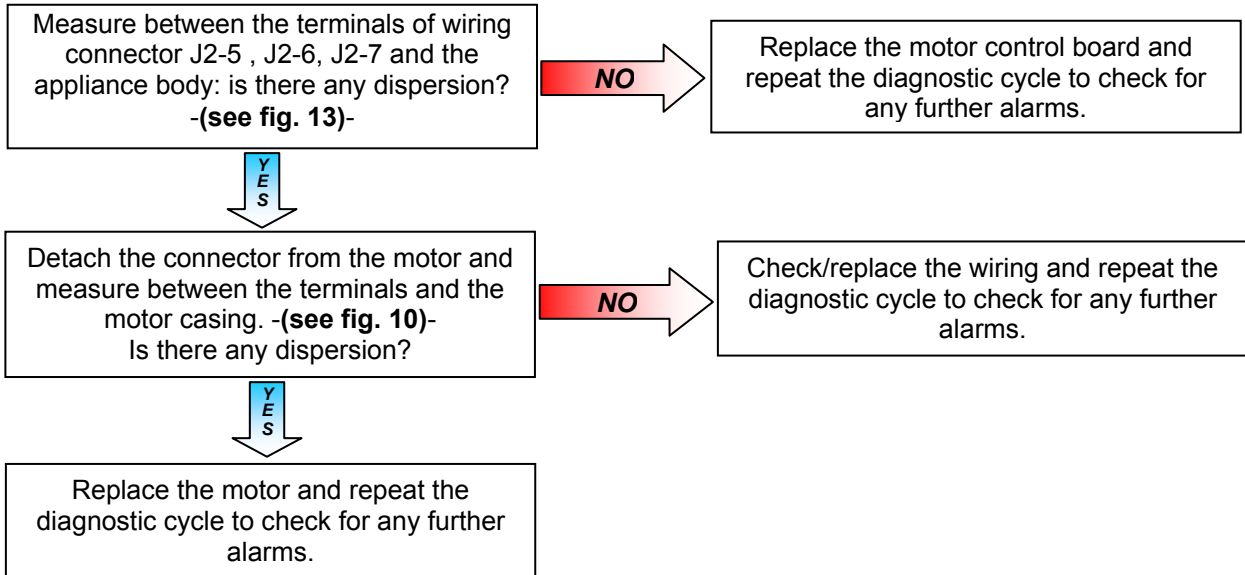 Measure between the terminals of wiring
connector J2-5 , J2-6, J2-7 and the
appliance body: is there any dispersion?
-(see fig. 13)-
NO
Replace the motor control board and
repeat the diagnostic cycle to check for
any further alarms.
YES
Detach the connector from the motor and
measure between the terminals and the
motor casing. -(see fig. 10)-
Is there any dispersion?
NO
Check/replace the wiring and repeat the
diagnostic cycle to check for any further
alarms.
YES
Replace the motor and repeat the
diagnostic cycle to check for any further
alarms.